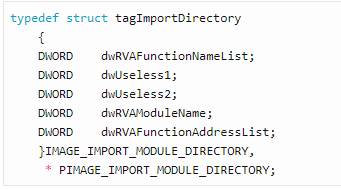 typedef struct tagImportDirectory
{
DWORD    dwRVAFunctionNameList;
DWORD    dwUseless1;
DWORD    dwUseless2;
DWORD    dwRVAModuleName;
DWORD    dwRVAFunctionAddressList;
}IMAGE_IMPORT_MODULE_DIRECTORY,
* PIMAGE_IMPORT_MODULE_DIRECTORY;